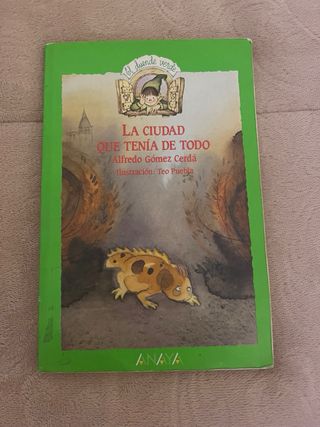 el duende verde
LA CIUDAD
QUE TENÍA DE TODO
Alfredo Gómez Cerdá
Ilustración: Teo Puebla
ANAYA